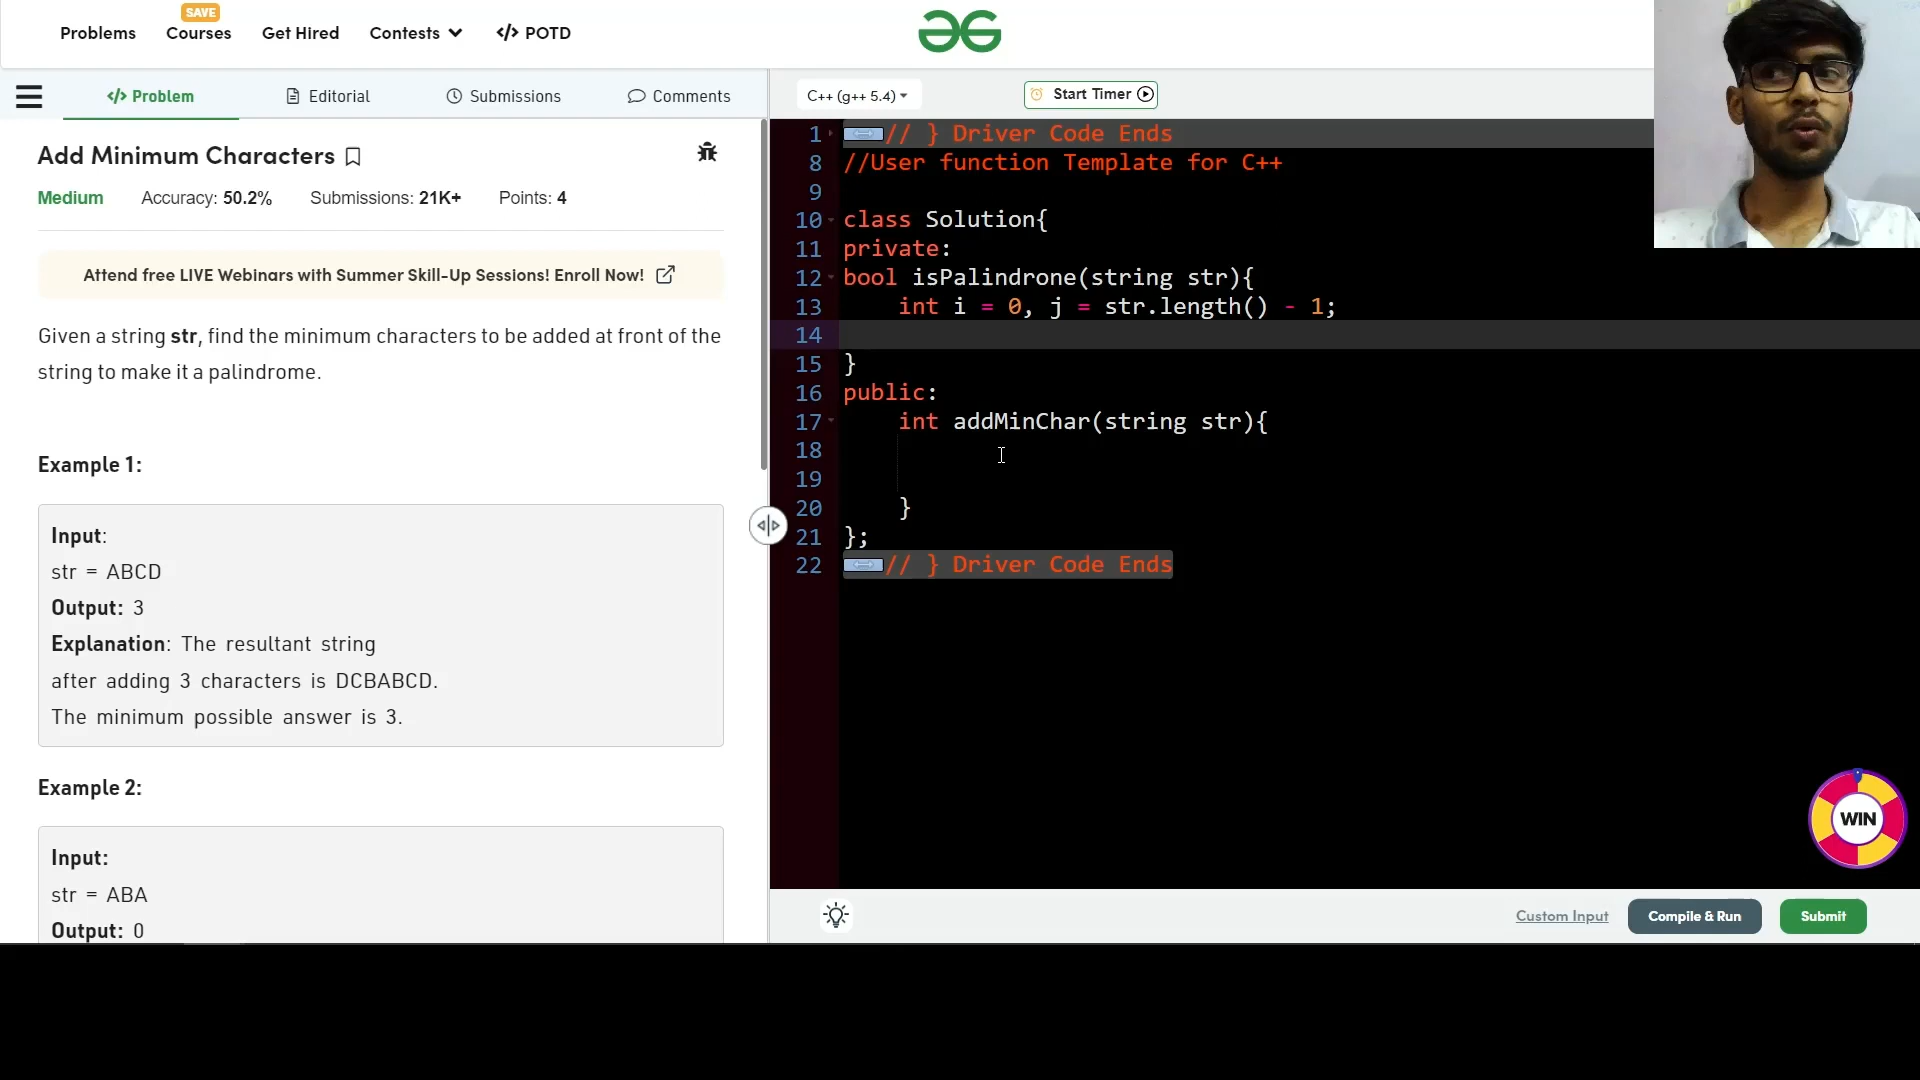 SAVE
Problems Courses Get Hired Contests </> POTD
</> Problem Editorial Submissions Comments
C++ (g++ 5.4) Start Timer
Add Minimum Characters
Medium Accuracy: 50.2% Submissions: 21K+ Points: 4
Attend free LIVE Webinars with Summer Skill-Up Sessions! Enroll Now!
Given a string str, find the minimum characters to be added at front of the
string to make it a palindrome.
Example 1:
Input:
str = ABCD
Output: 3
Explanation: The resultant string
after adding 3 characters is DCBABCD.
The minimum possible answer is 3.
Example 2:
Input:
str = ABA
Output: 0
1 // } Driver Code Ends
8 //User function Template for C++
9
10 class Solution{
11 private:
12 bool isPalindrone(string str){
13 int i = 0, j = str.length() - 1;
14
15 }
16 public:
17 int addMinChar(string str){
18
19
20 }
21 };
22 // } Driver Code Ends
WIN
Custom Input Compile & Run Submit